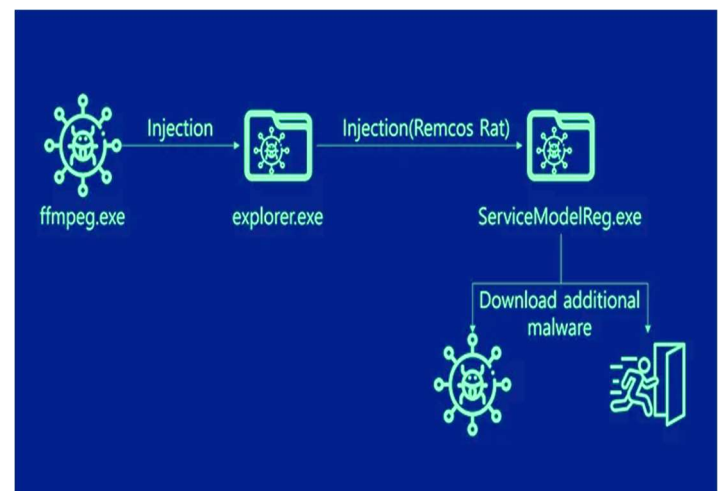 Injection
Injection(Remcos Rat)
ffmpeg.exe
explorer.exe
ServiceModelReg.exe
Download additional
malware